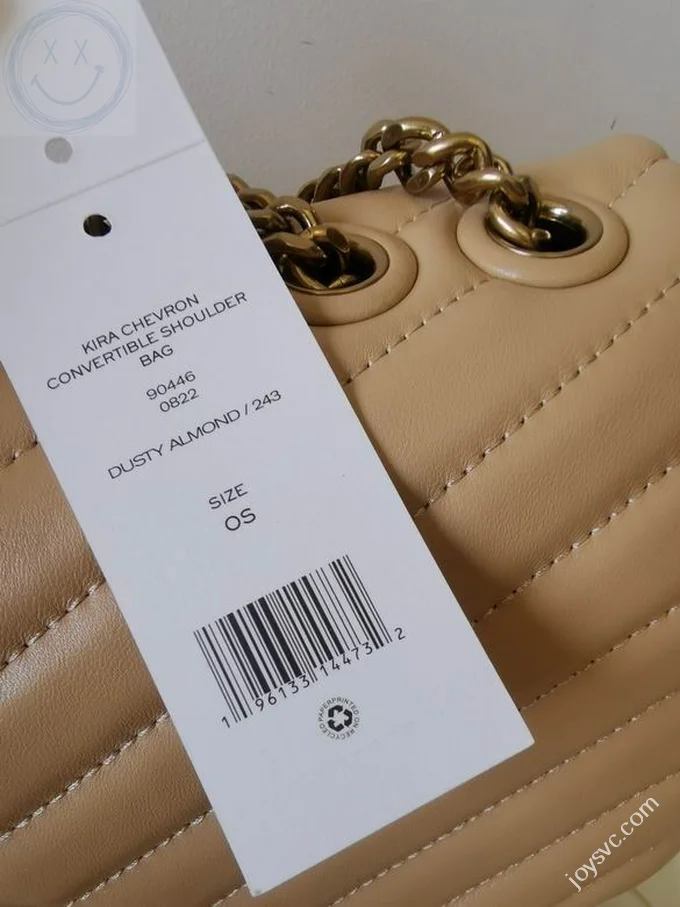 KIRA CHEVRON
CONVERTIBLE SHOULDER
BAG
90446
0822
DUSTY ALMOND / 243
SIZE
OS
1 96133 14473 2
PRINTED ON RECYCLED PAPER
joysvc.com